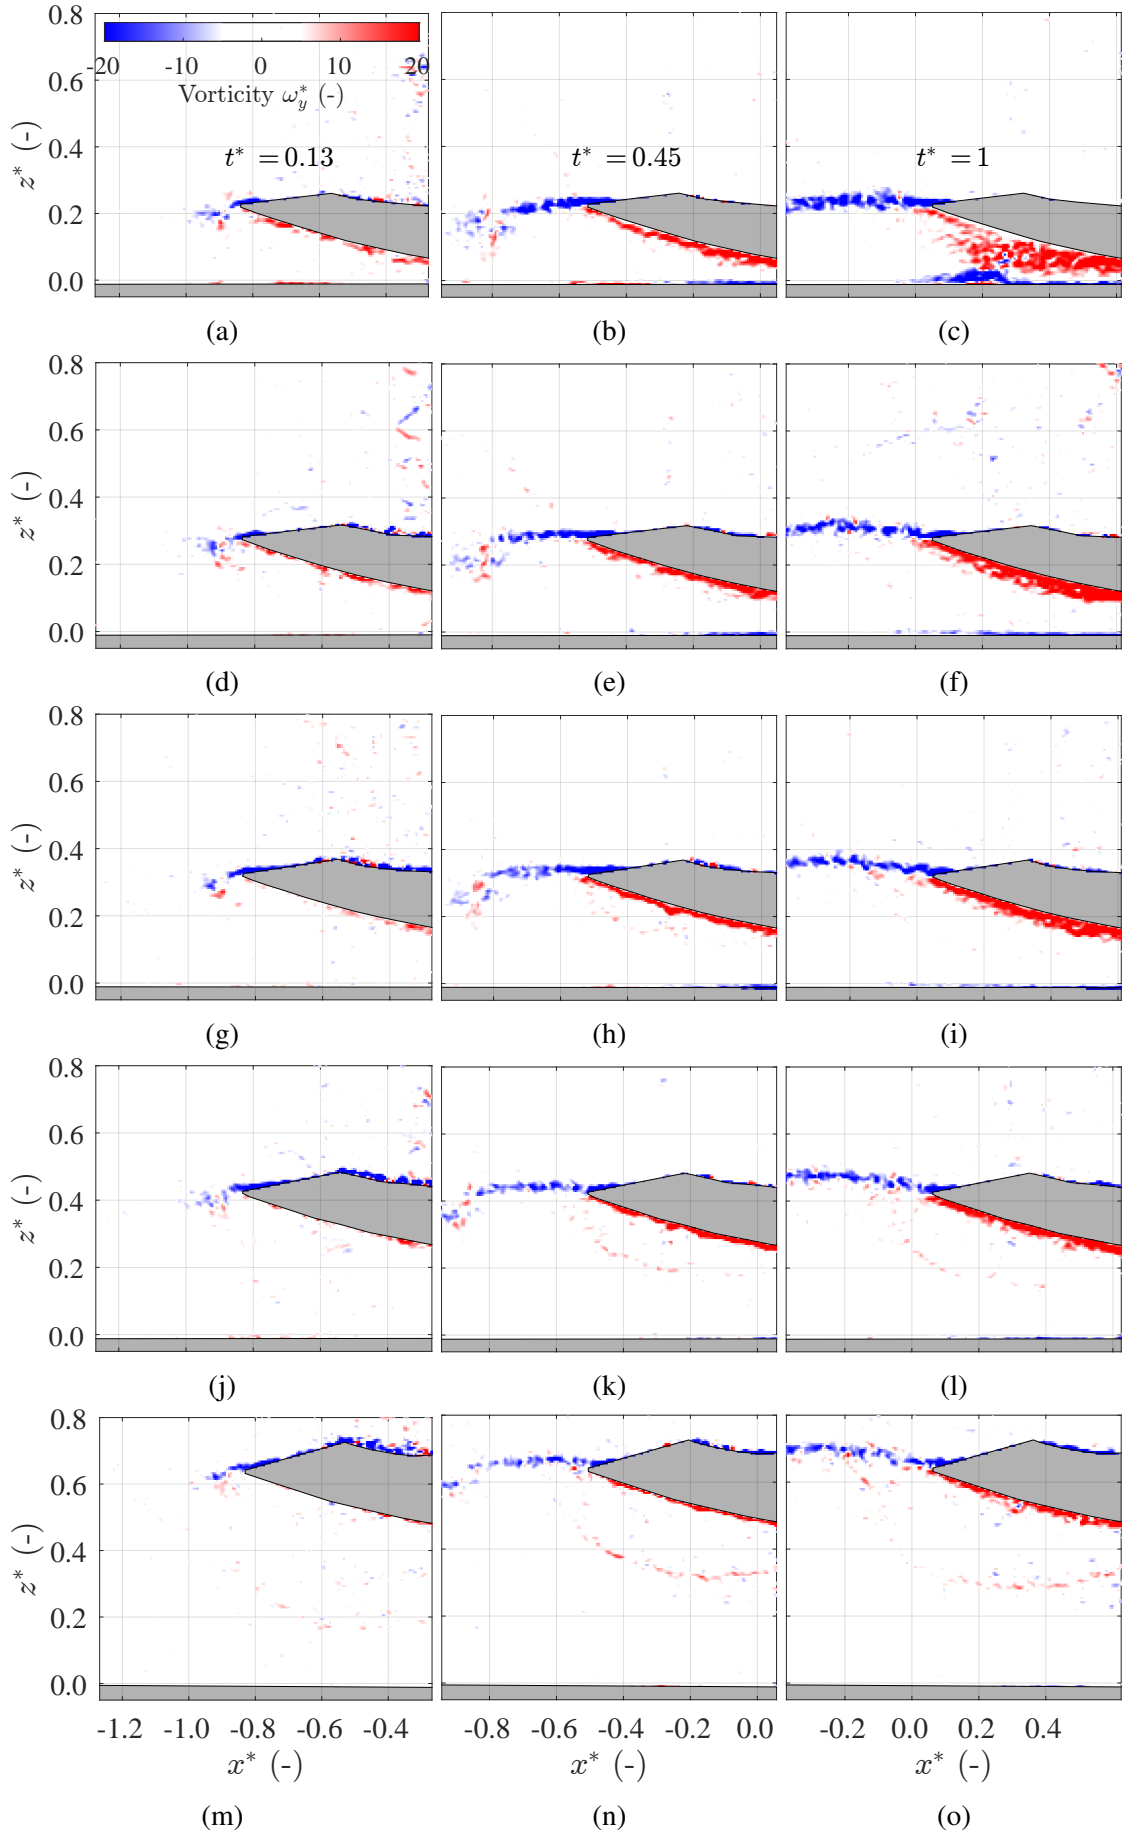 0.8
-20 -10 0 10 20
Vorticity ω*y (-)
0.6
z* (-)
0.4
t* = 0.13 t* = 0.45 t* = 1
0.2
0.0
(a) (b) (c)
0.8
0.6
z* (-)
0.4
0.2
0.0
(d) (e) (f)
0.8
0.6
z* (-)
0.4
0.2
0.0
(g) (h) (i)
0.8
0.6
z* (-)
0.4
0.2
0.0
(j) (k) (l)
0.8
0.6
z* (-)
0.4
0.2
0.0
-1.2 -1.0 -0.8 -0.6 -0.4 -0.8 -0.6 -0.4 -0.2 0.0 -0.2 0.0 0.2 0.4
x* (-) x* (-) x* (-)
(m) (n) (o)